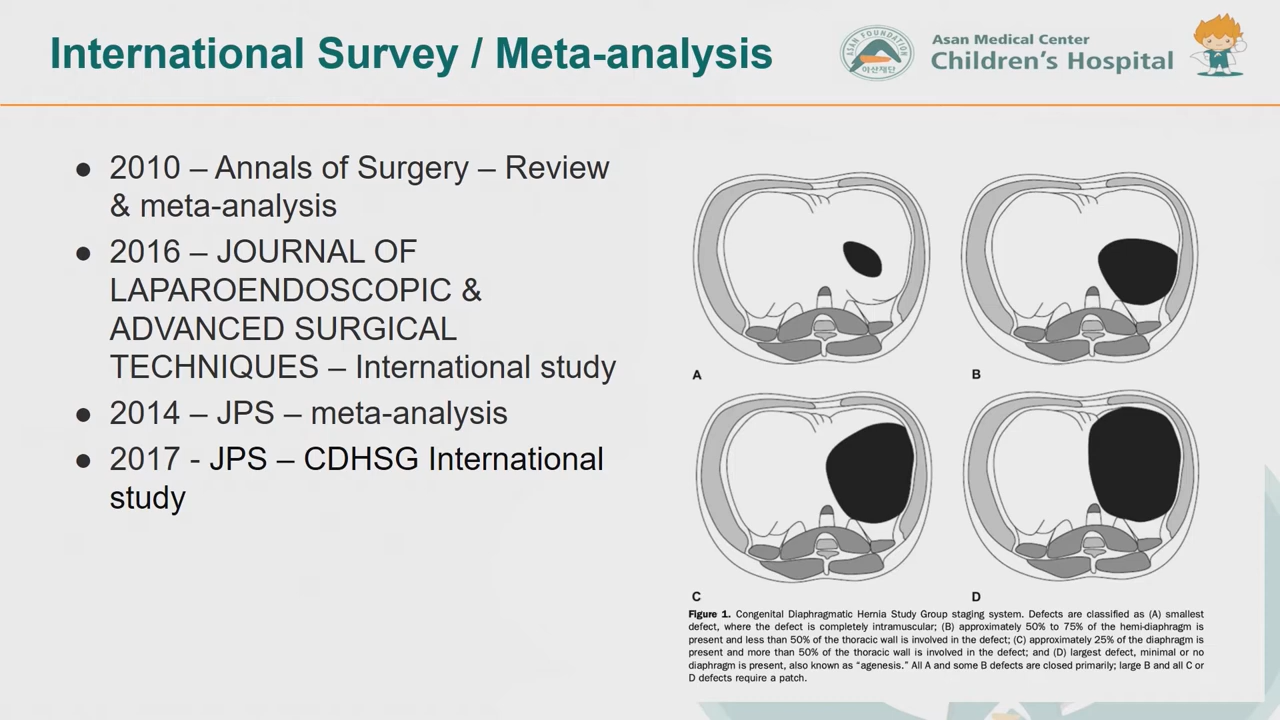 International Survey / Meta-analysis
ASAN FOUNDATION
아산재단
Asan Medical Center
Children's Hospital
● 2010 – Annals of Surgery – Review
& meta-analysis
● 2016 – JOURNAL OF
LAPAROENDOSCOPIC &
ADVANCED SURGICAL
TECHNIQUES – International study
● 2014 – JPS – meta-analysis
● 2017 - JPS – CDHSG International
study
A
B
C
D
Figure 1. Congenital Diaphragmatic Hernia Study Group staging system. Defects are classified as (A) smallest
defect, where the defect is completely intramuscular; (B) approximately 50% to 75% of the hemi-diaphragm is
present and less than 50% of the thoracic wall is involved in the defect; (C) approximately 25% of the diaphragm is
present and more than 50% of the thoracic wall is involved in the defect; and (D) largest defect, minimal or no
diaphragm is present, also known as “agenesis.” All A and some B defects are closed primarily; large B and all C or
D defects require a patch.